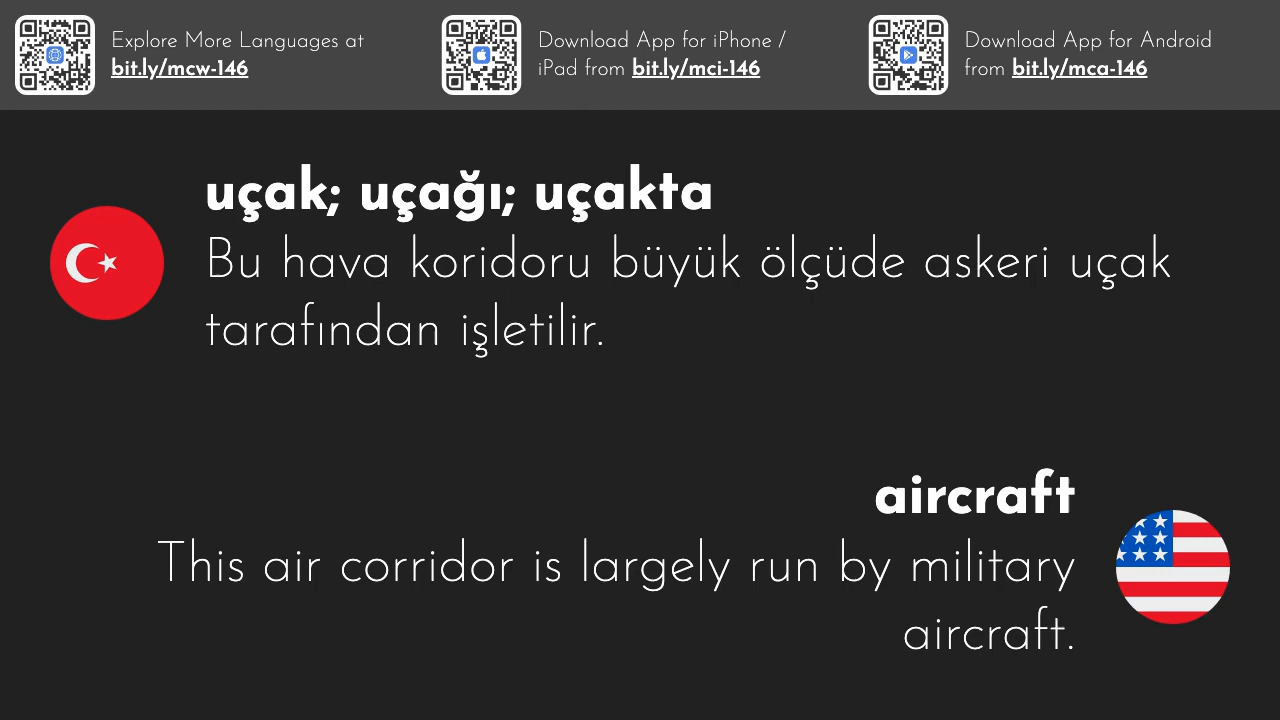 Explore More Languages at
bit.ly/mcw-146
Download App for iPhone /
iPad from bit.ly/mci-146
Download App for Android
from bit.ly/mca-146
uçak; uçağı; uçakta
Bu hava koridoru büyük ölçüde askeri uçak
tarafından işletilir.
aircraft
This air corridor is largely run by military
aircraft.